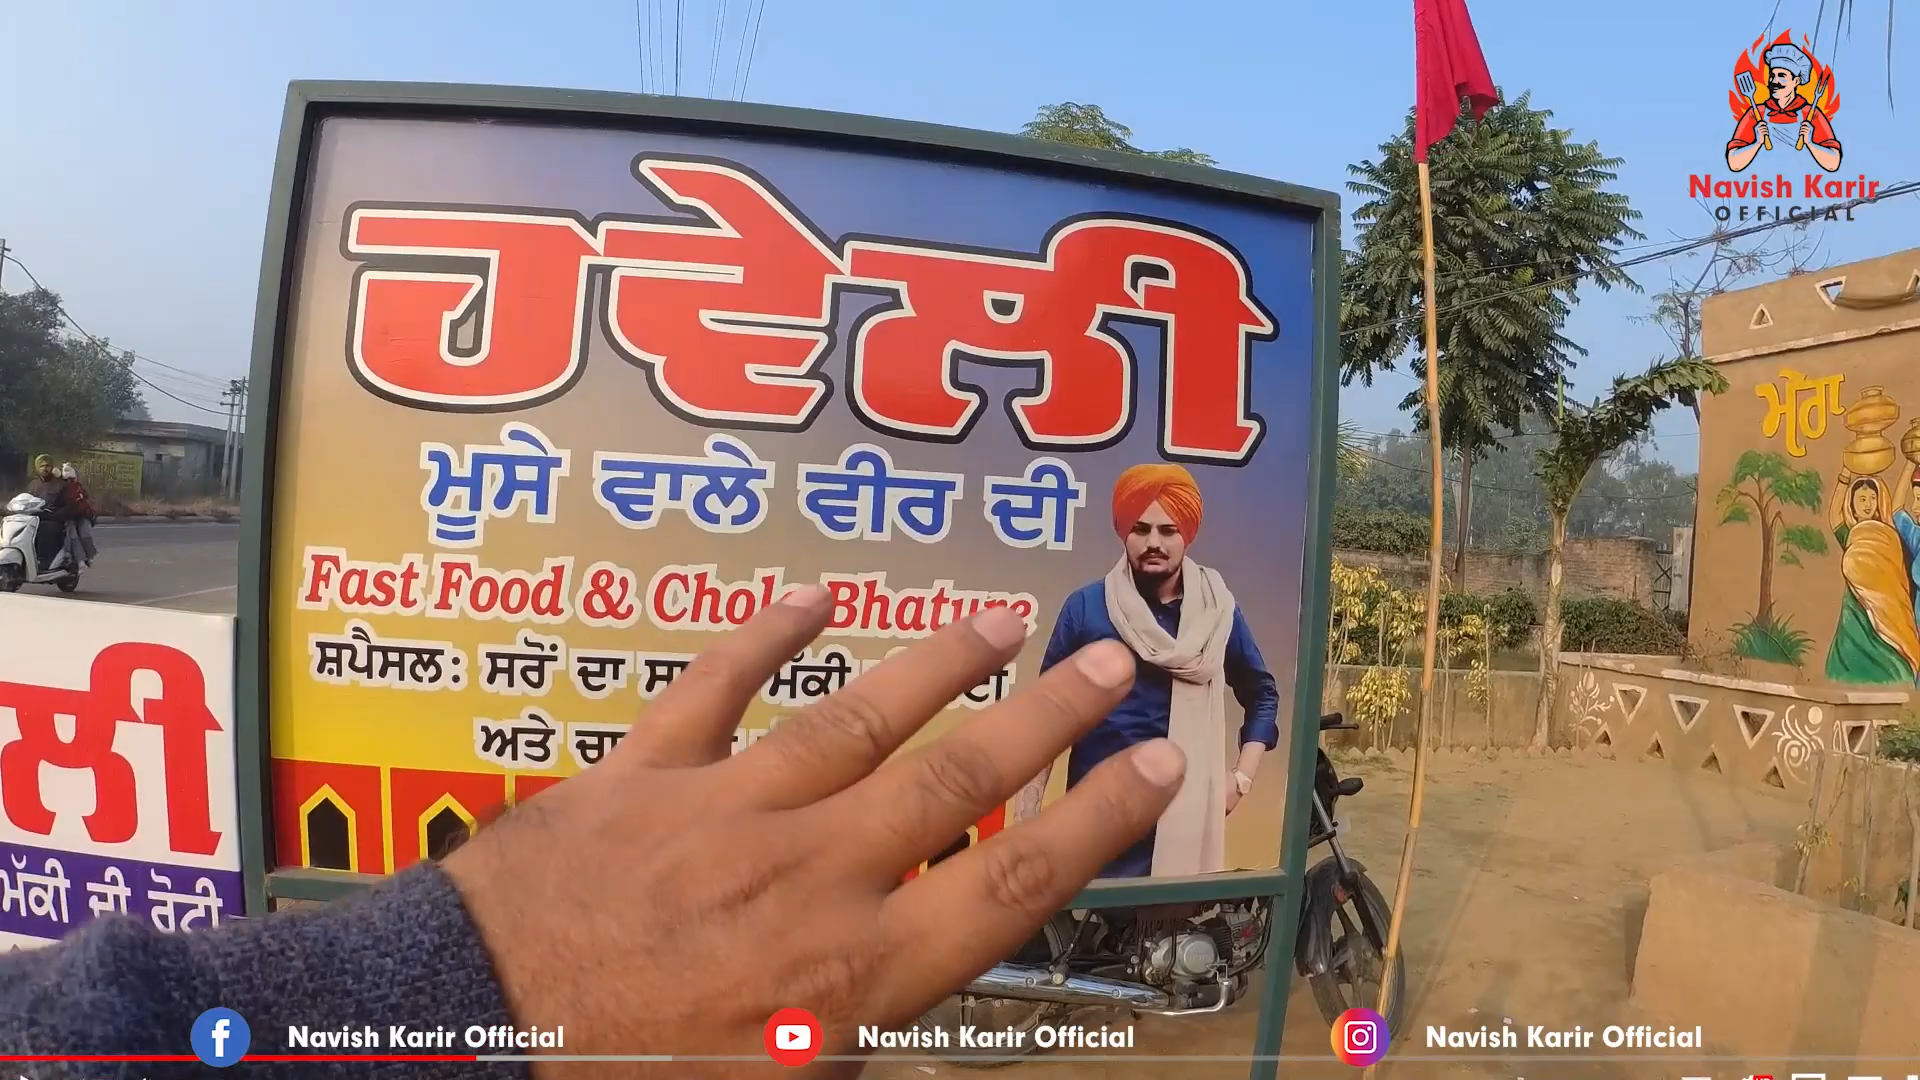 ਹਵੇਲੀ
ਮੂਸੇ ਵਾਲੇ ਵੀਰ ਦੀ
Fast Food & Chole Bhature
ਸ਼ਪੈਸਲ: ਸਰੋਂ ਦਾ ਮੱਕੀ
ਅਤੇ
ਲੀ
ਮੱਕੀ ਦੀ ਰੋਟੀ
Navish Karir
OFFICIAL
Navish Karir Official
Navish Karir Official
Navish Karir Official